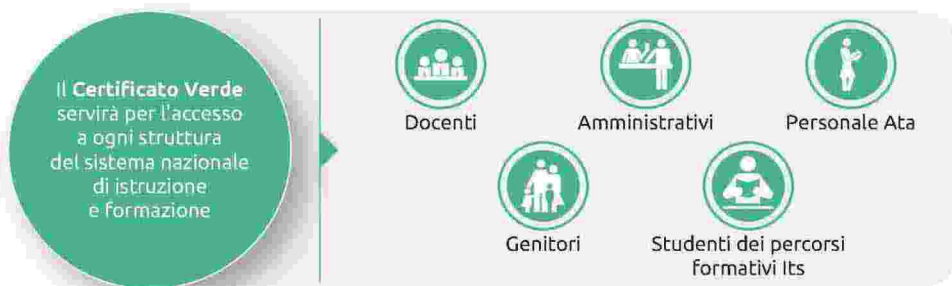 Il Certificato Verde
servirà per l'accesso
a ogni struttura
del sistema nazionale
di istruzione
e formazione
Docenti
Amministrativi
Personale Ata
Genitori
Studenti dei percorsi
formativi Its